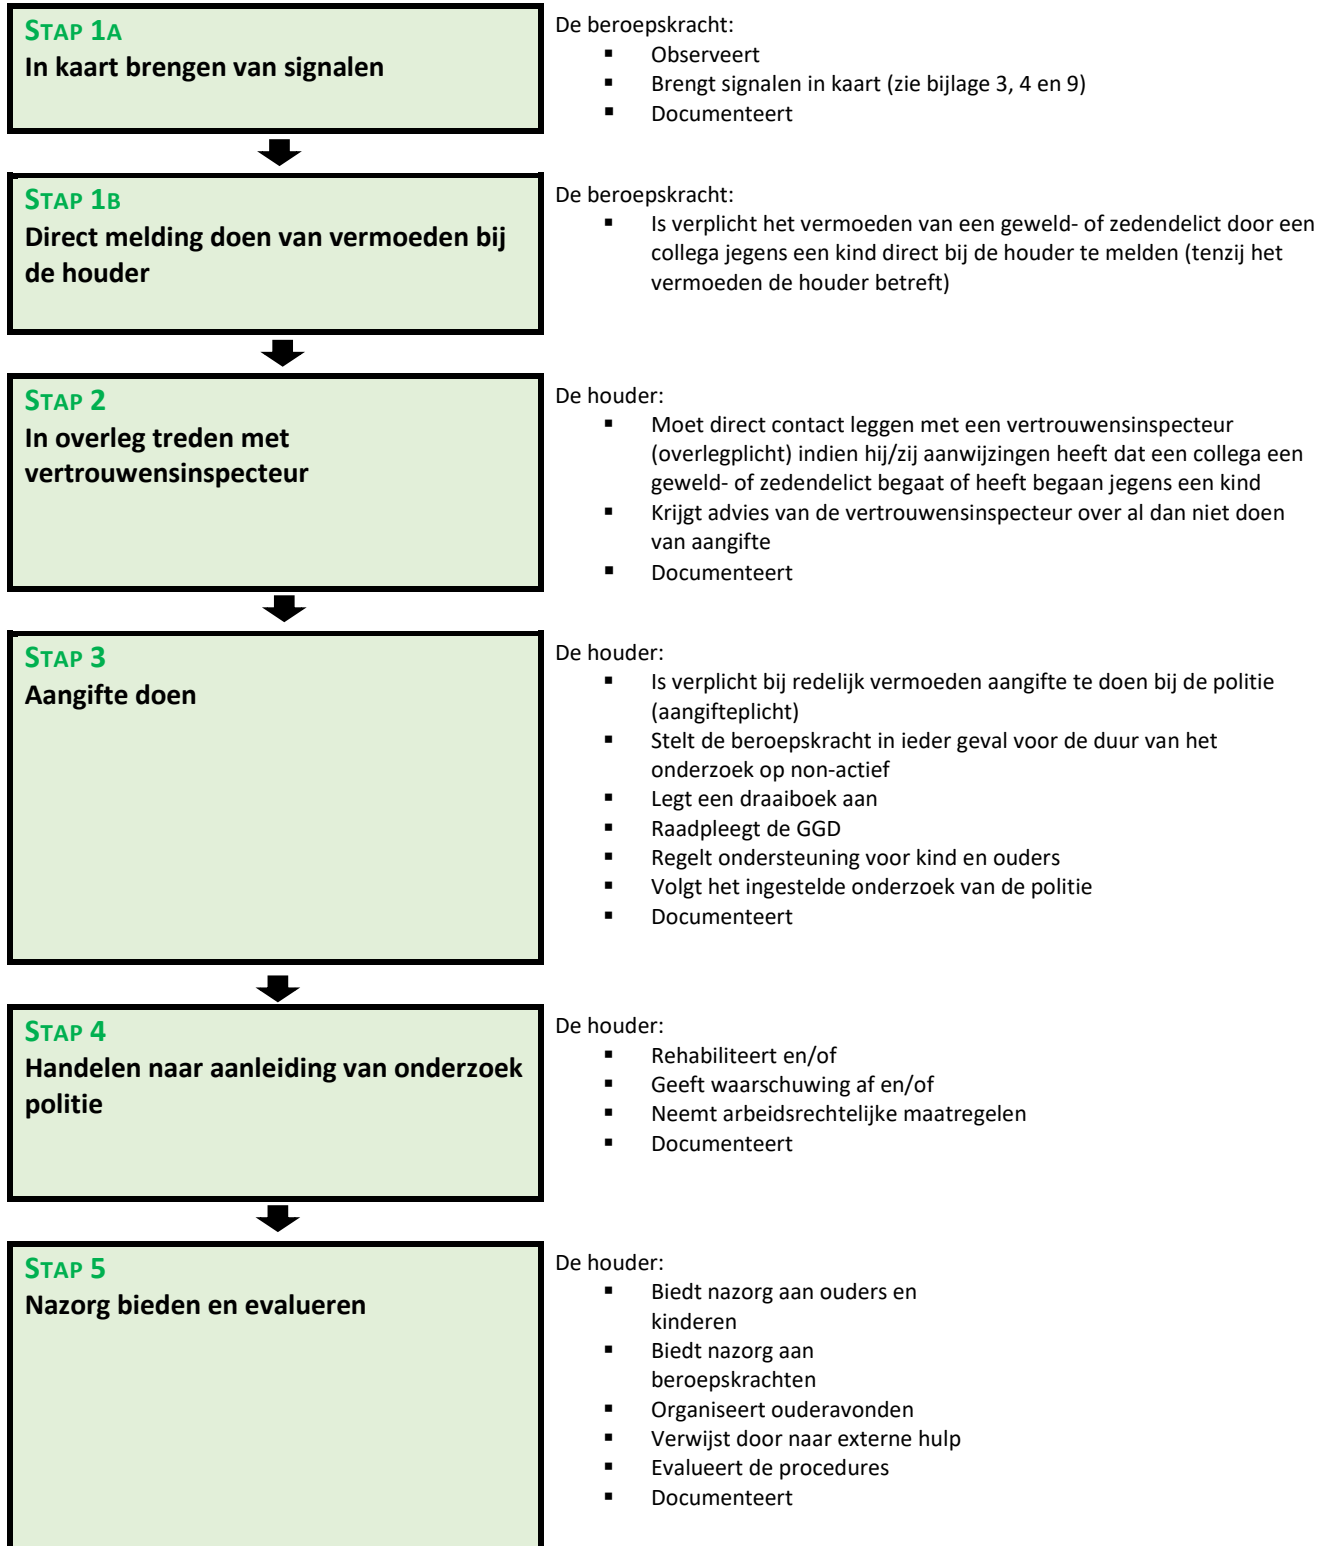 STAP 1A
In kaart brengen van signalen
De beroepskracht:
▪ Observeert
▪ Brengt signalen in kaart (zie bijlage 3, 4 en 9)
▪ Documenteert
STAP 1B
Direct melding doen van vermoeden bij
de houder
De beroepskracht:
▪ Is verplicht het vermoeden van een geweld- of zedendelict door een
collega jegens een kind direct bij de houder te melden (tenzij het
vermoeden de houder betreft)
STAP 2
In overleg treden met
vertrouwensinspecteur
De houder:
▪ Moet direct contact leggen met een vertrouwensinspecteur
(overlegplicht) indien hij/zij aanwijzingen heeft dat een collega een
geweld- of zedendelict begaat of heeft begaan jegens een kind
▪ Krijgt advies van de vertrouwensinspecteur over al dan niet doen
van aangifte
▪ Documenteert
STAP 3
Aangifte doen
De houder:
▪ Is verplicht bij redelijk vermoeden aangifte te doen bij de politie
(aangifteplicht)
▪ Stelt de beroepskracht in ieder geval voor de duur van het
onderzoek op non-actief
▪ Legt een draaiboek aan
▪ Raadpleegt de GGD
▪ Regelt ondersteuning voor kind en ouders
▪ Volgt het ingestelde onderzoek van de politie
▪ Documenteert
STAP 4
Handelen naar aanleiding van onderzoek
politie
De houder:
▪ Rehabiliteert en/of
▪ Geeft waarschuwing af en/of
▪ Neemt arbeidsrechtelijke maatregelen
▪ Documenteert
STAP 5
Nazorg bieden en evalueren
De houder:
▪ Biedt nazorg aan ouders en
kinderen
▪ Biedt nazorg aan
beroepskrachten
▪ Organiseert ouderavonden
▪ Verwijst door naar externe hulp
▪ Evalueert de procedures
▪ Documenteert